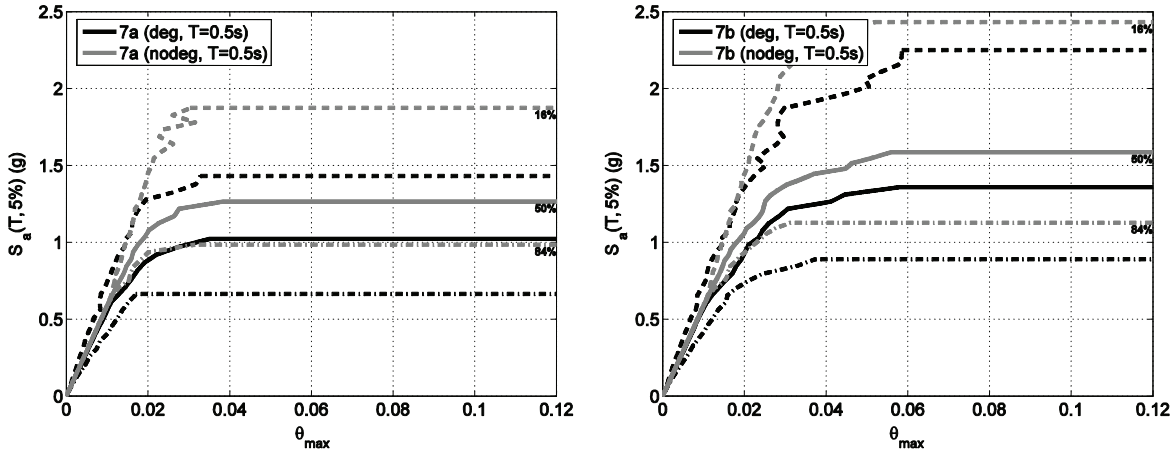 2.5
2
1.5
1
0.5
0
S_a(T, 5%) (g)
7a (deg, T=0.5s)
7a (nodeg, T=0.5s)
16%
50%
84%
0 0.02 0.04 0.06 0.08 0.1 0.12
θ_max
2.5
2
1.5
1
0.5
0
S_a(T, 5%) (g)
7b (deg, T=0.5s)
7b (nodeg, T=0.5s)
16%
50%
84%
0 0.02 0.04 0.06 0.08 0.1 0.12
θ_max